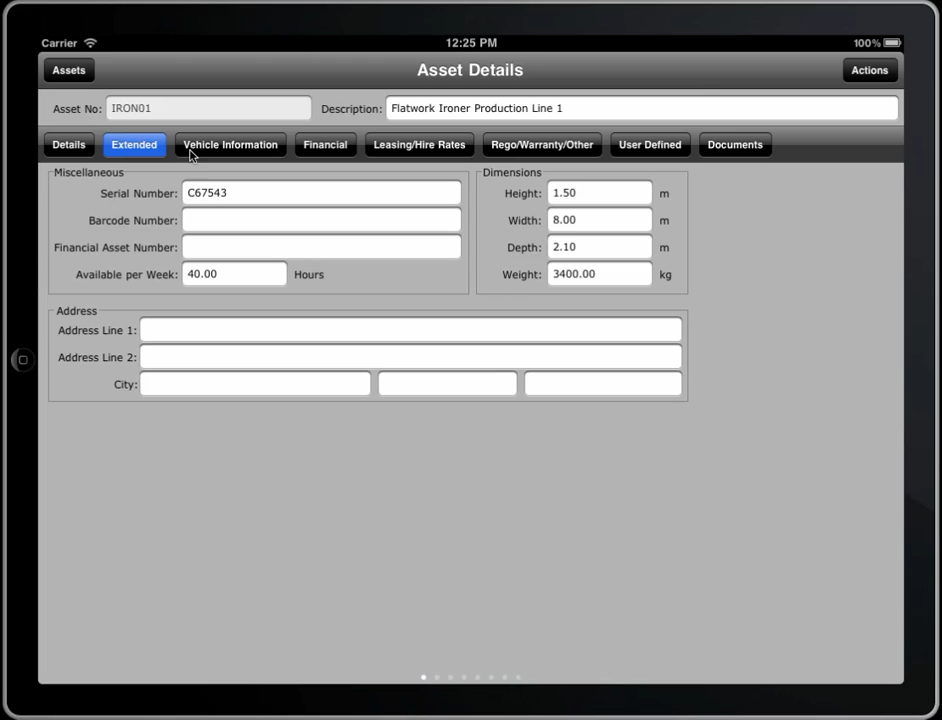 Carrier 12:25 PM 100%
Assets Asset Details Actions
Asset No: IRON01 Description: Flatwork Ironer Production Line 1
Details Extended Vehicle Information Financial Leasing/Hire Rates Rego/Warranty/Other User Defined Documents
Miscellaneous Dimensions
Serial Number: C67543 Height: 1.50 m
Barcode Number: Width: 8.00 m
Financial Asset Number: Depth: 2.10 m
Available per Week: 40.00 Hours Weight: 3400.00 kg
Address
Address Line 1:
Address Line 2:
City: